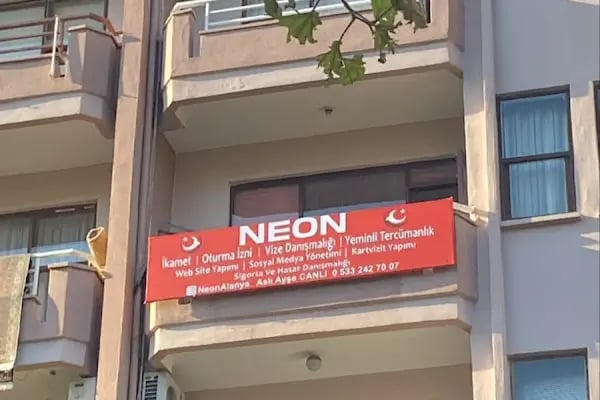 NEON
İkamet | Oturma İzni | Vize Danışmalığı | Yeminli Tercümanlık
Web Site Yapımı | Sosyal Medya Yönetimi | Kartvizit Yapımı
Sigorta ve Hasar Danışmalığı
NeonAlanya Aslı Ayşe CANLI 0 533 242 70 07